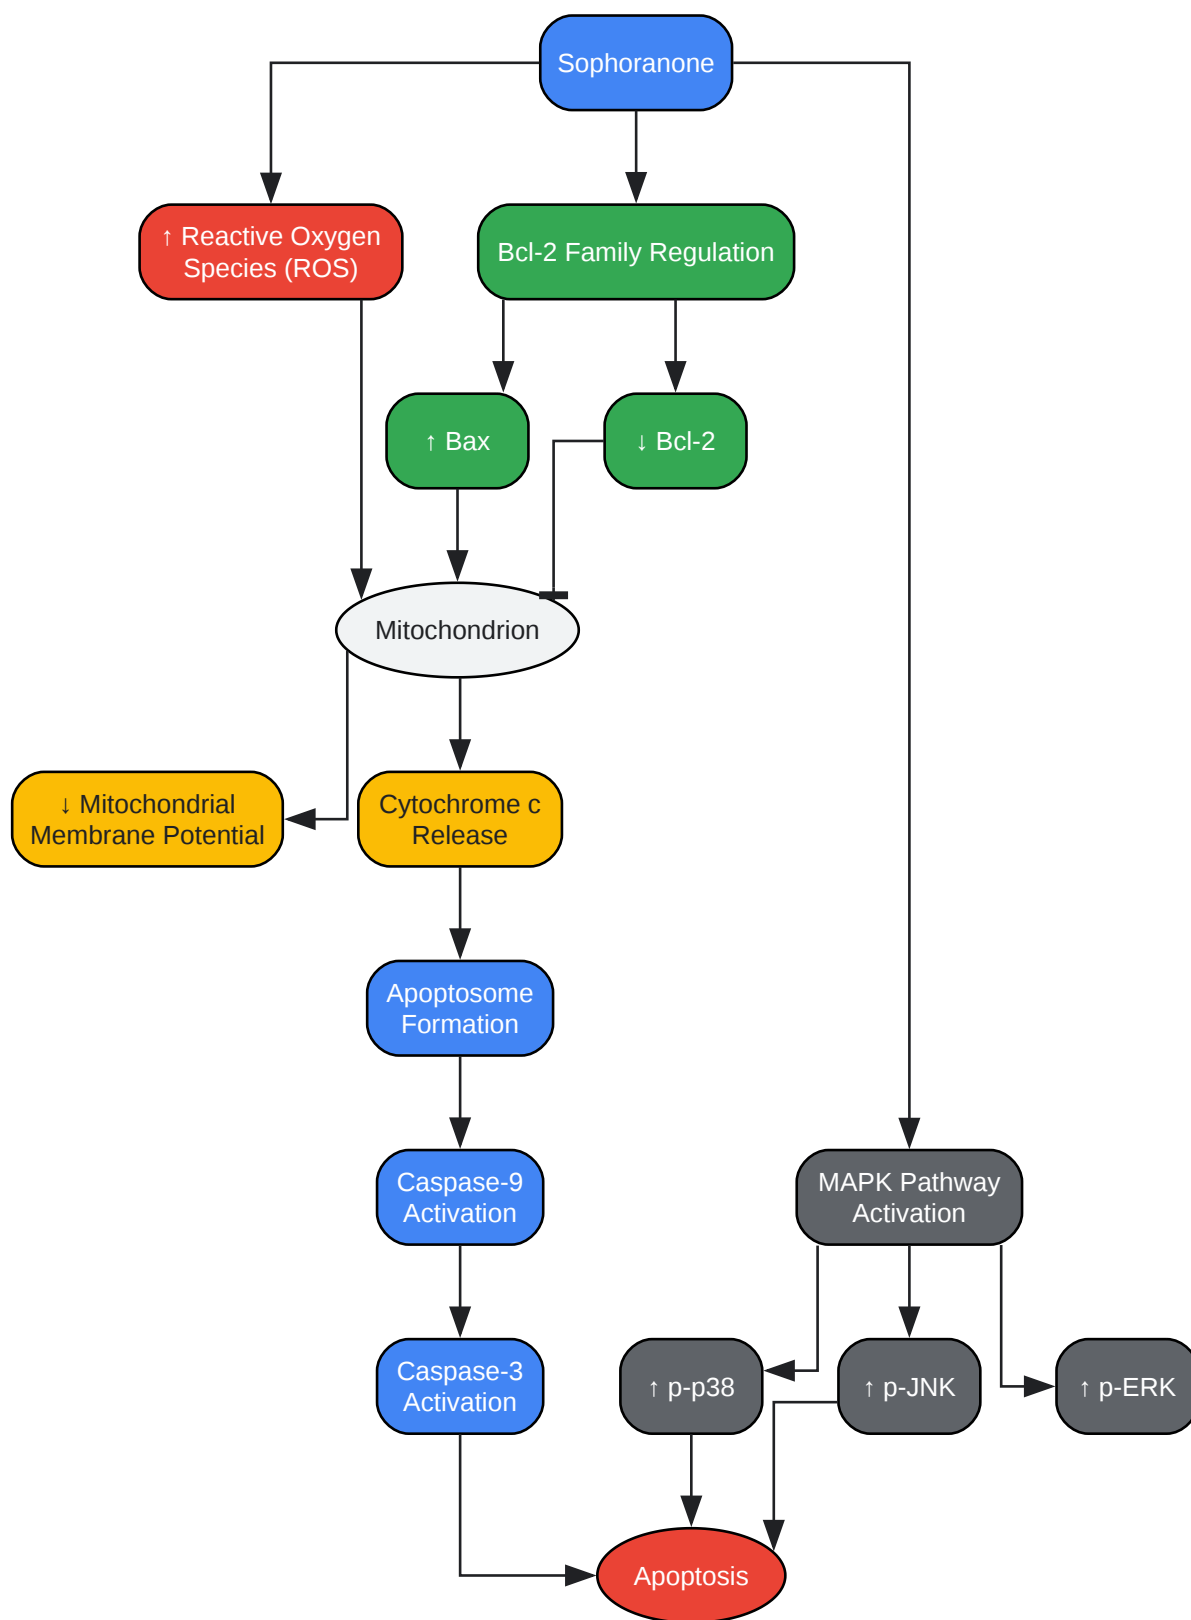 Sophoranone
↑ Reactive Oxygen
Species (ROS)
Bcl-2 Family Regulation
↑ Bax
↓ Bcl-2
Mitochondrion
↓ Mitochondrial
Membrane Potential
Cytochrome c
Release
Apoptosome
Formation
Caspase-9
Activation
MAPK Pathway
Activation
Caspase-3
Activation
↑ p-p38
↑ p-JNK
↑ p-ERK
Apoptosis